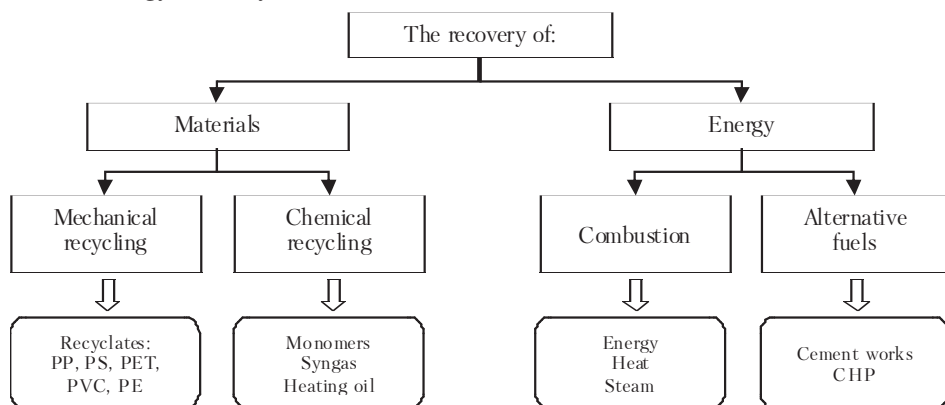 The recovery of:
Materials
Energy
Mechanical
recycling
Chemical
recycling
Combustion
Alternative
fuels
Recyclates:
PP, PS, PET,
PVC, PE
Monomers
Syngas
Heating oil
Energy
Heat
Steam
Cement works
CHP